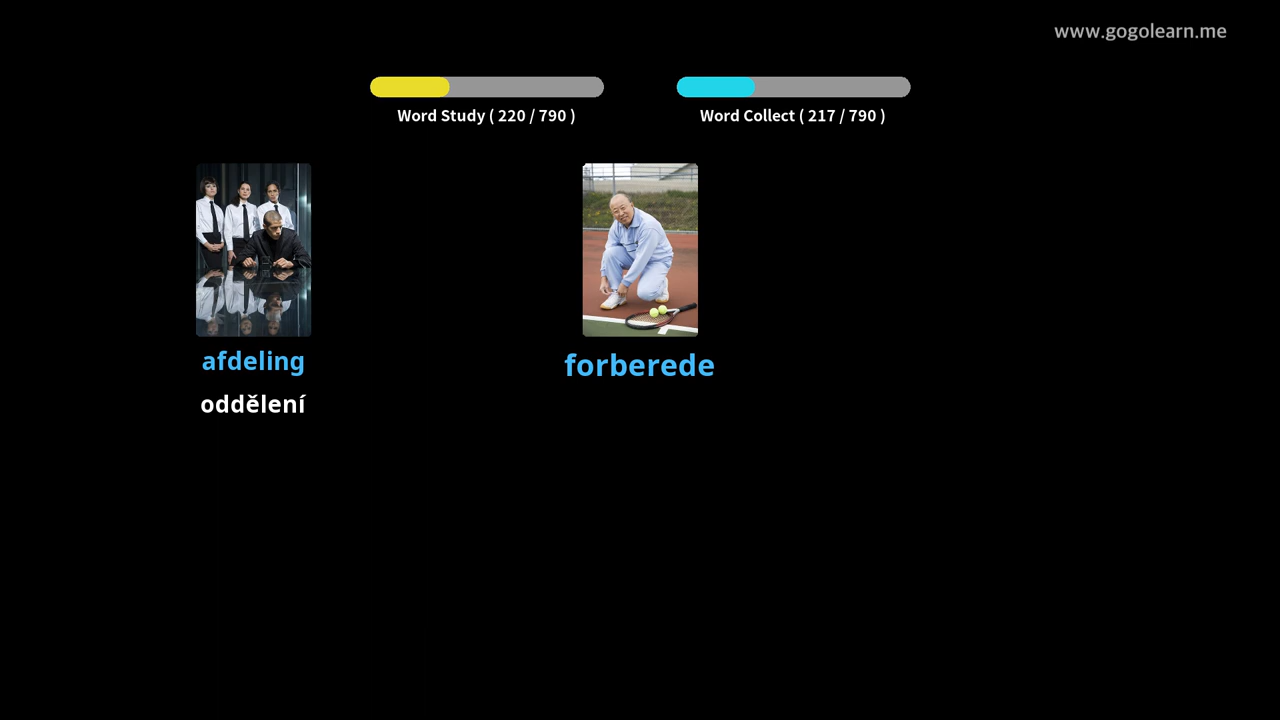 www.gogolearn.me
Word Study ( 220 / 790 )
Word Collect ( 217 / 790 )
afdeling
oddělení
forberede